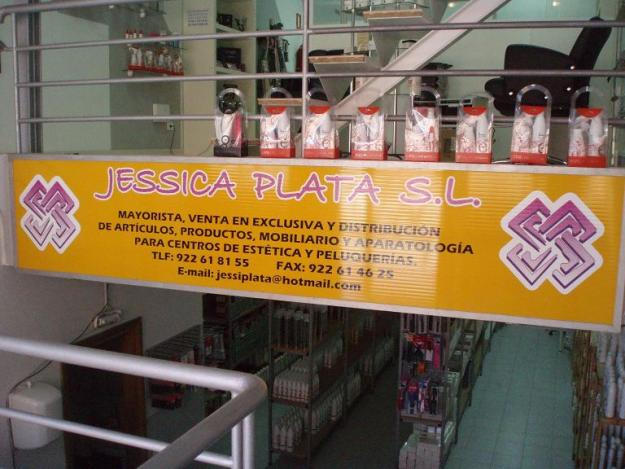 JESSICA PLATA S.L.
MAYORISTA, VENTA EN EXCLUSIVA Y DISTRIBUCIÓN
DE ARTÍCULOS, PRODUCTOS, MOBILIARIO Y APARATOLOGÍA
PARA CENTROS DE ESTÉTICA Y PELUQUERÍAS.
TLF: 922 61 81 55 FAX: 922 61 46 25
E-mail: jessiplata@hotmail.com